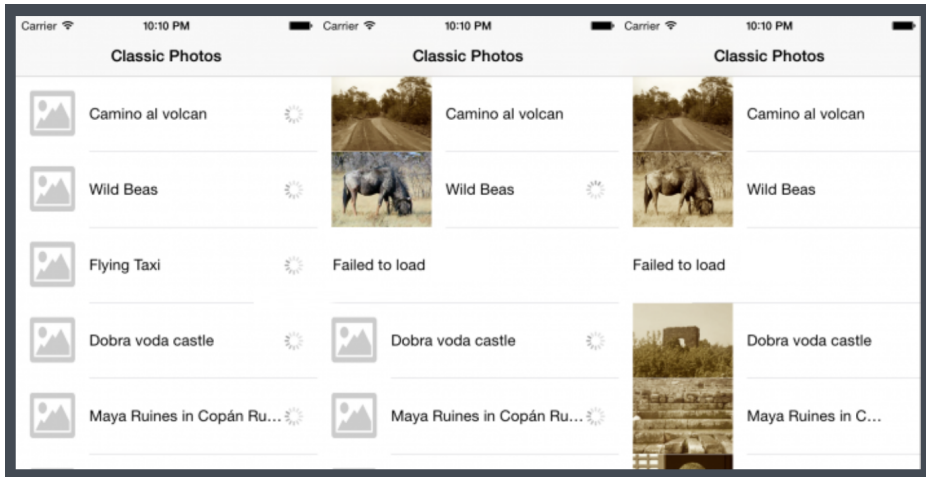 Carrier 10:10 PM
Classic Photos
Camino al volcan
Wild Beas
Flying Taxi
Dobra voda castle
Maya Ruines in Copán Ru...
Carrier 10:10 PM
Classic Photos
Camino al volcan
Wild Beas
Failed to load
Dobra voda castle
Maya Ruines in Copán Ru...
Carrier 10:10 PM
Classic Photos
Camino al volcan
Wild Beas
Failed to load
Dobra voda castle
Maya Ruines in C...